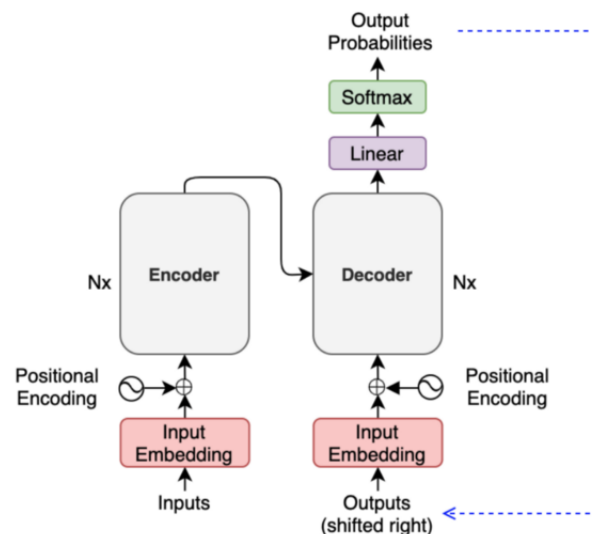 Output
Probabilities
Softmax
Linear
Encoder
Decoder
Nx
Nx
Positional
Encoding
Positional
Encoding
Input
Embedding
Input
Embedding
Inputs
Outputs
(shifted right)